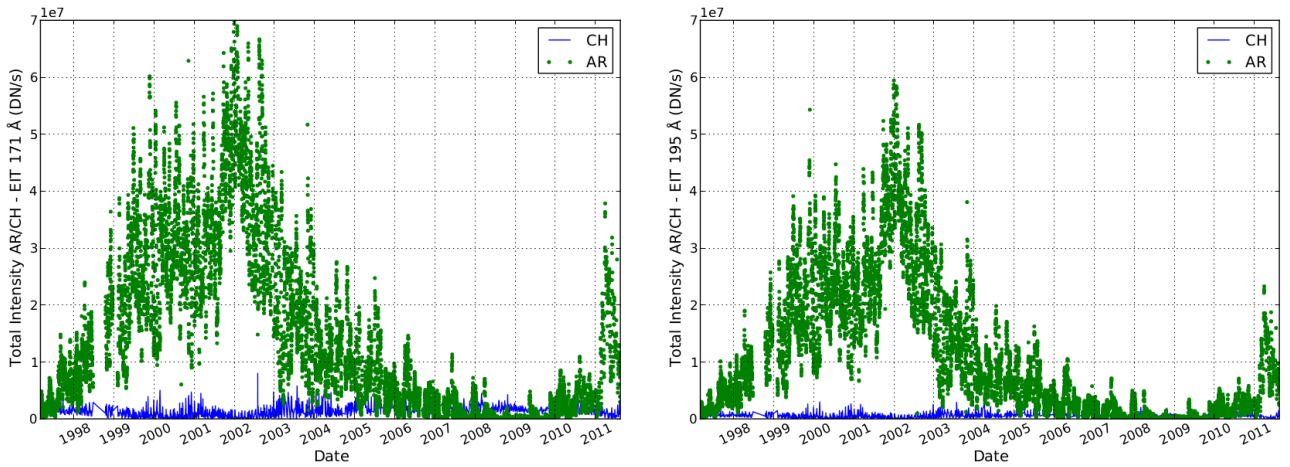 1e7
7
6
5
4
3
2
1
0
Total Intensity AR/CH - EIT 171 Å (DN/s)
CH
AR
1998 1999 2000 2001 2002 2003 2004 2005 2006 2007 2008 2009 2010 2011
Date
1e7
7
6
5
4
3
2
1
0
Total Intensity AR/CH - EIT 195 Å (DN/s)
CH
AR
1998 1999 2000 2001 2002 2003 2004 2005 2006 2007 2008 2009 2010 2011
Date